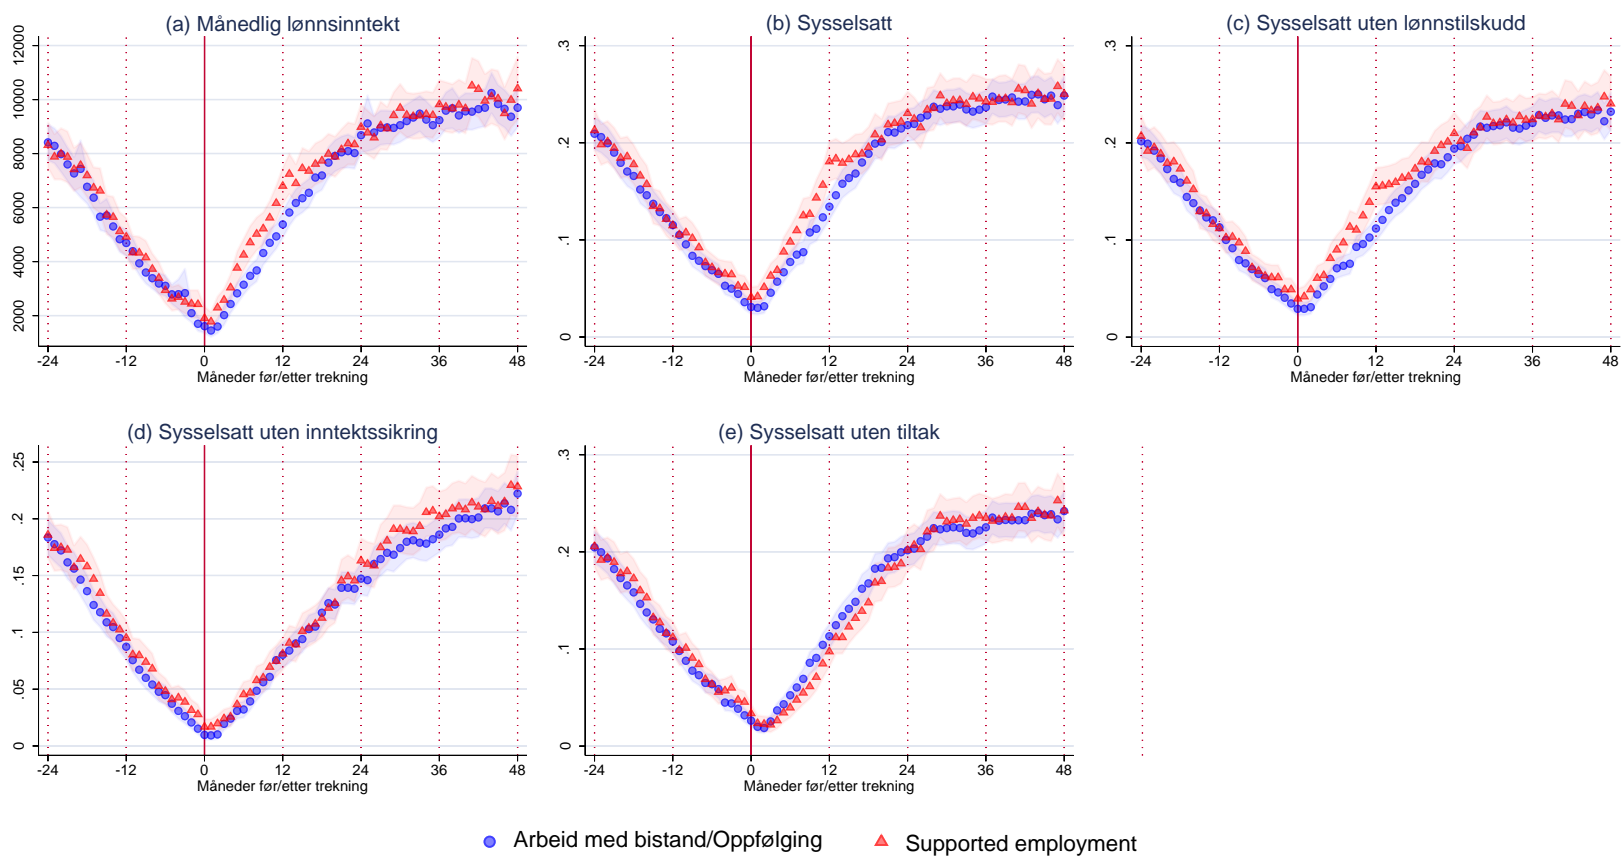 (a) Månedlig lønnsinntekt
12000
10000
8000
6000
4000
2000
-24 -12 0 12 24 36 48
Måneder før/etter trekning
(b) Sysselsatt
.3
.2
.1
0
-24 -12 0 12 24 36 48
Måneder før/etter trekning
(c) Sysselsatt uten lønnstilskudd
.3
.2
.1
0
-24 -12 0 12 24 36 48
Måneder før/etter trekning
(d) Sysselsatt uten inntektssikring
.25
.2
.15
.1
.05
0
-24 -12 0 12 24 36 48
Måneder før/etter trekning
(e) Sysselsatt uten tiltak
.3
.2
.1
0
-24 -12 0 12 24 36 48
Måneder før/etter trekning
Arbeid med bistand/Oppfølging Supported employment